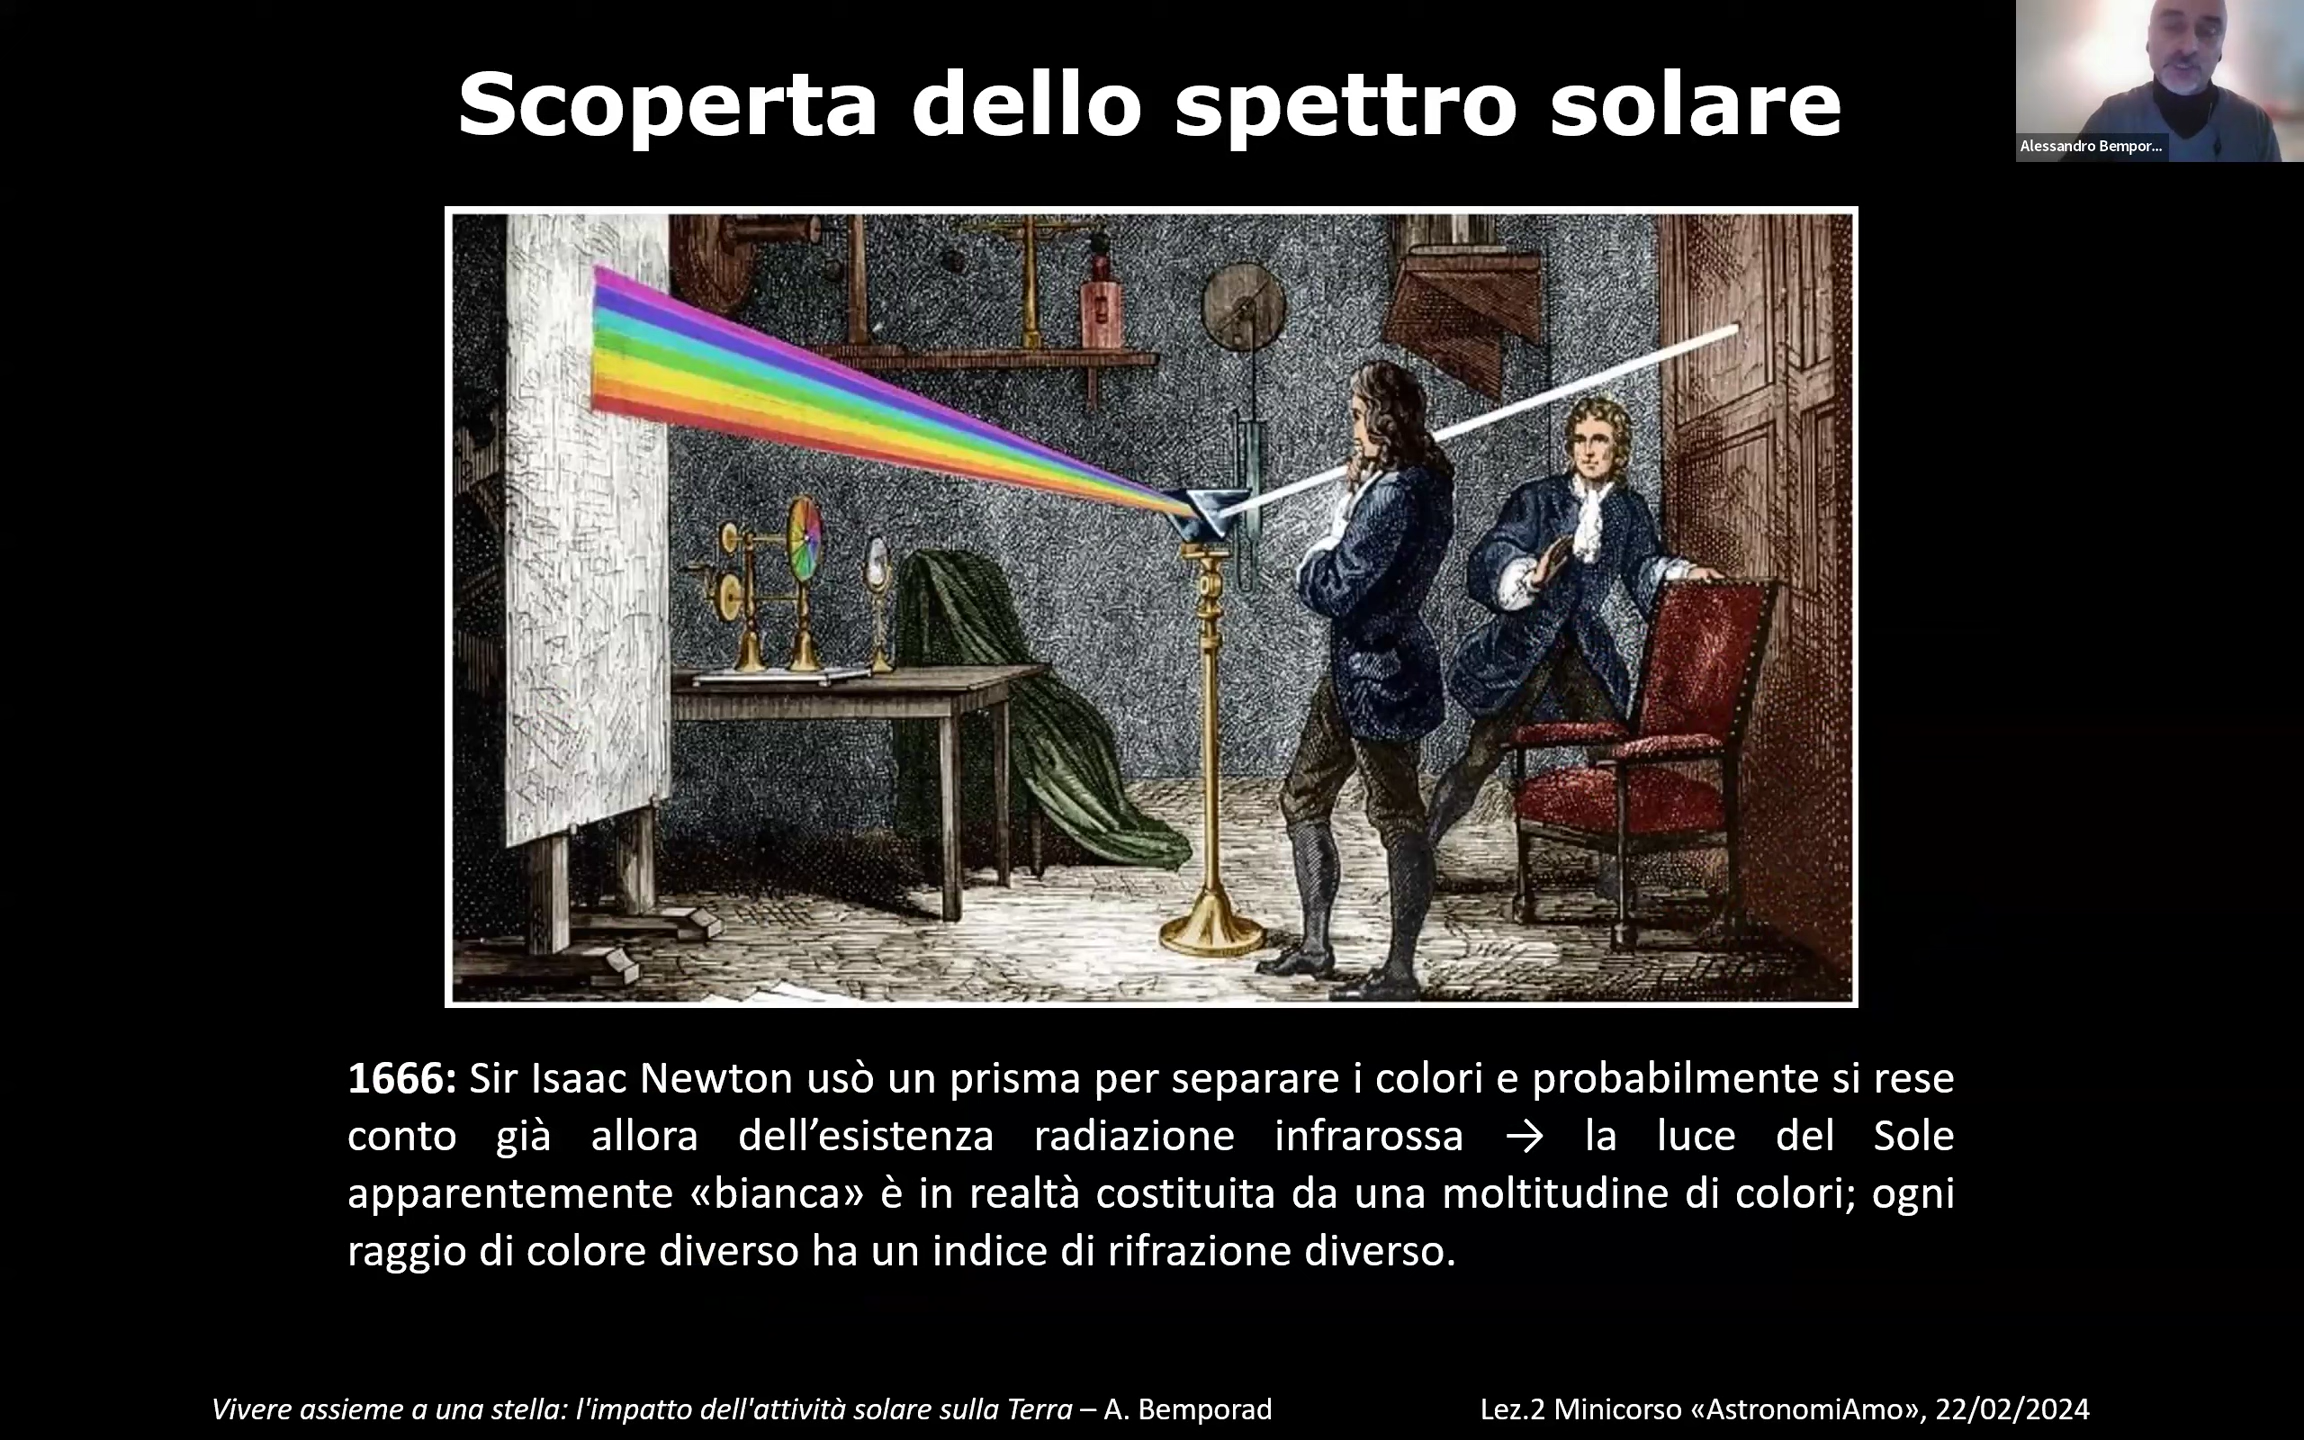 Scoperta dello spettro solare
Alessandro Bempor...
1666: Sir Isaac Newton usò un prisma per separare i colori e probabilmente si rese
conto già allora dell’esistenza radiazione infrarossa → la luce del Sole
apparentemente «bianca» è in realtà costituita da una moltitudine di colori; ogni
raggio di colore diverso ha un indice di rifrazione diverso.
Vivere assieme a una stella: l'impatto dell'attività solare sulla Terra – A. Bemporad
Lez.2 Minicorso «AstronomiAmo», 22/02/2024